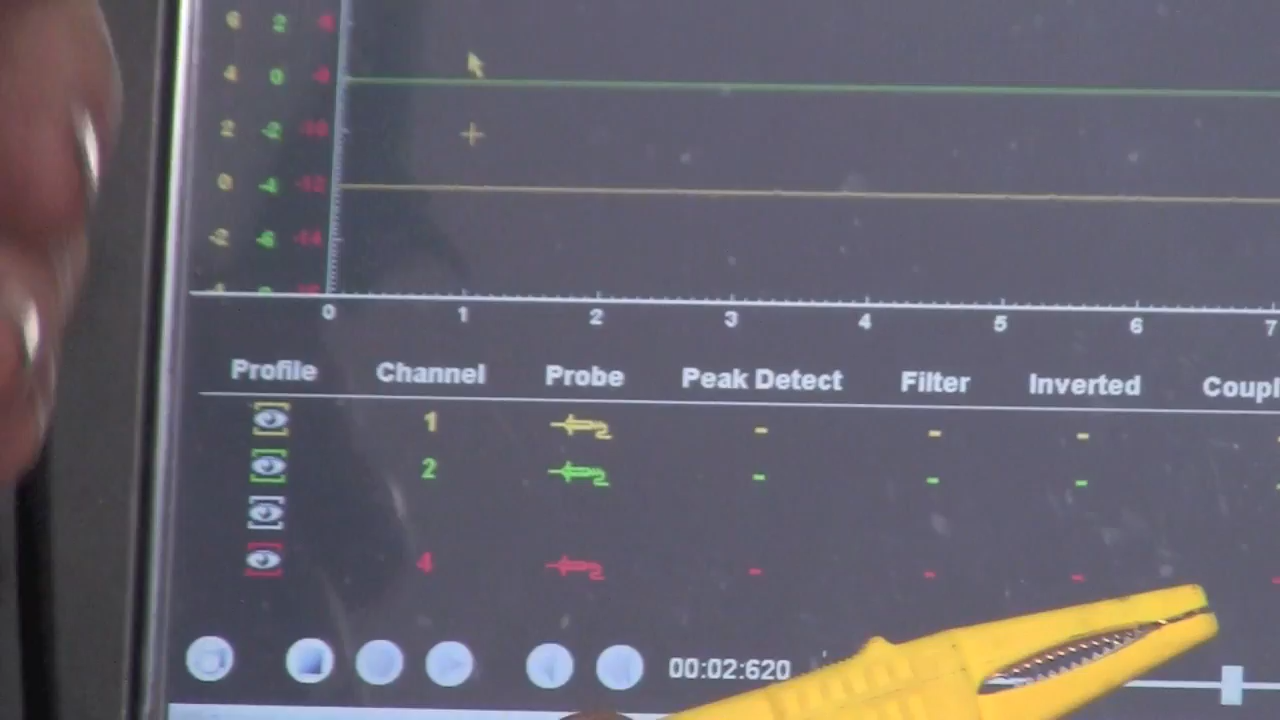 6 2 -6
4 0 -8
2 -2 -10
0 -4 -12
-2 -6 -14
0 1 2 3 4 5 6 7
Profile Channel Probe Peak Detect Filter Inverted Coupl
1 - - -
2 - - -
4 - - -
00:02:620